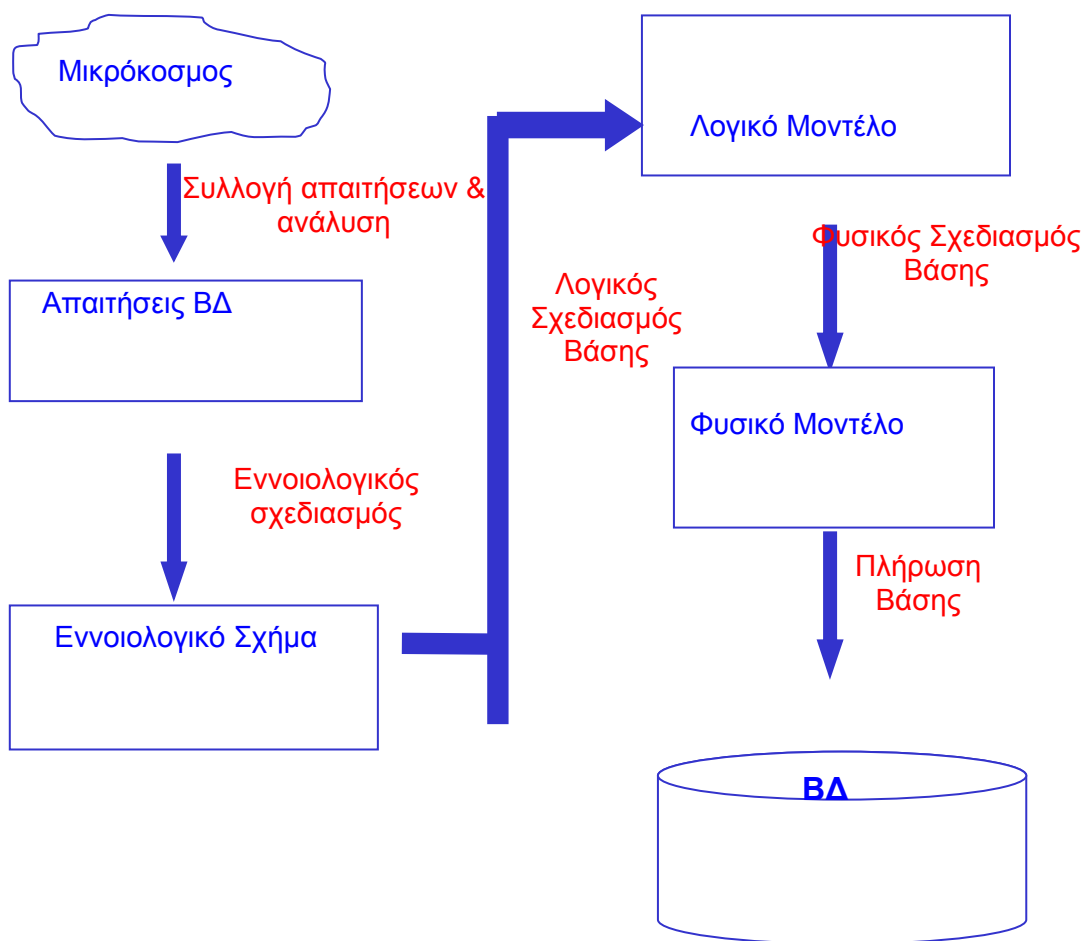 Μικρόκοσμος
Συλλογή απαιτήσεων &
ανάλυση
Απαιτήσεις ΒΔ
Εννοιολογικός
σχεδιασμός
Εννοιολογικό Σχήμα
Λογικός
Σχεδιασμός
Βάσης
Λογικό Μοντέλο
Φυσικός Σχεδιασμός
Βάσης
Φυσικό Μοντέλο
Πλήρωση
Βάσης
ΒΔ